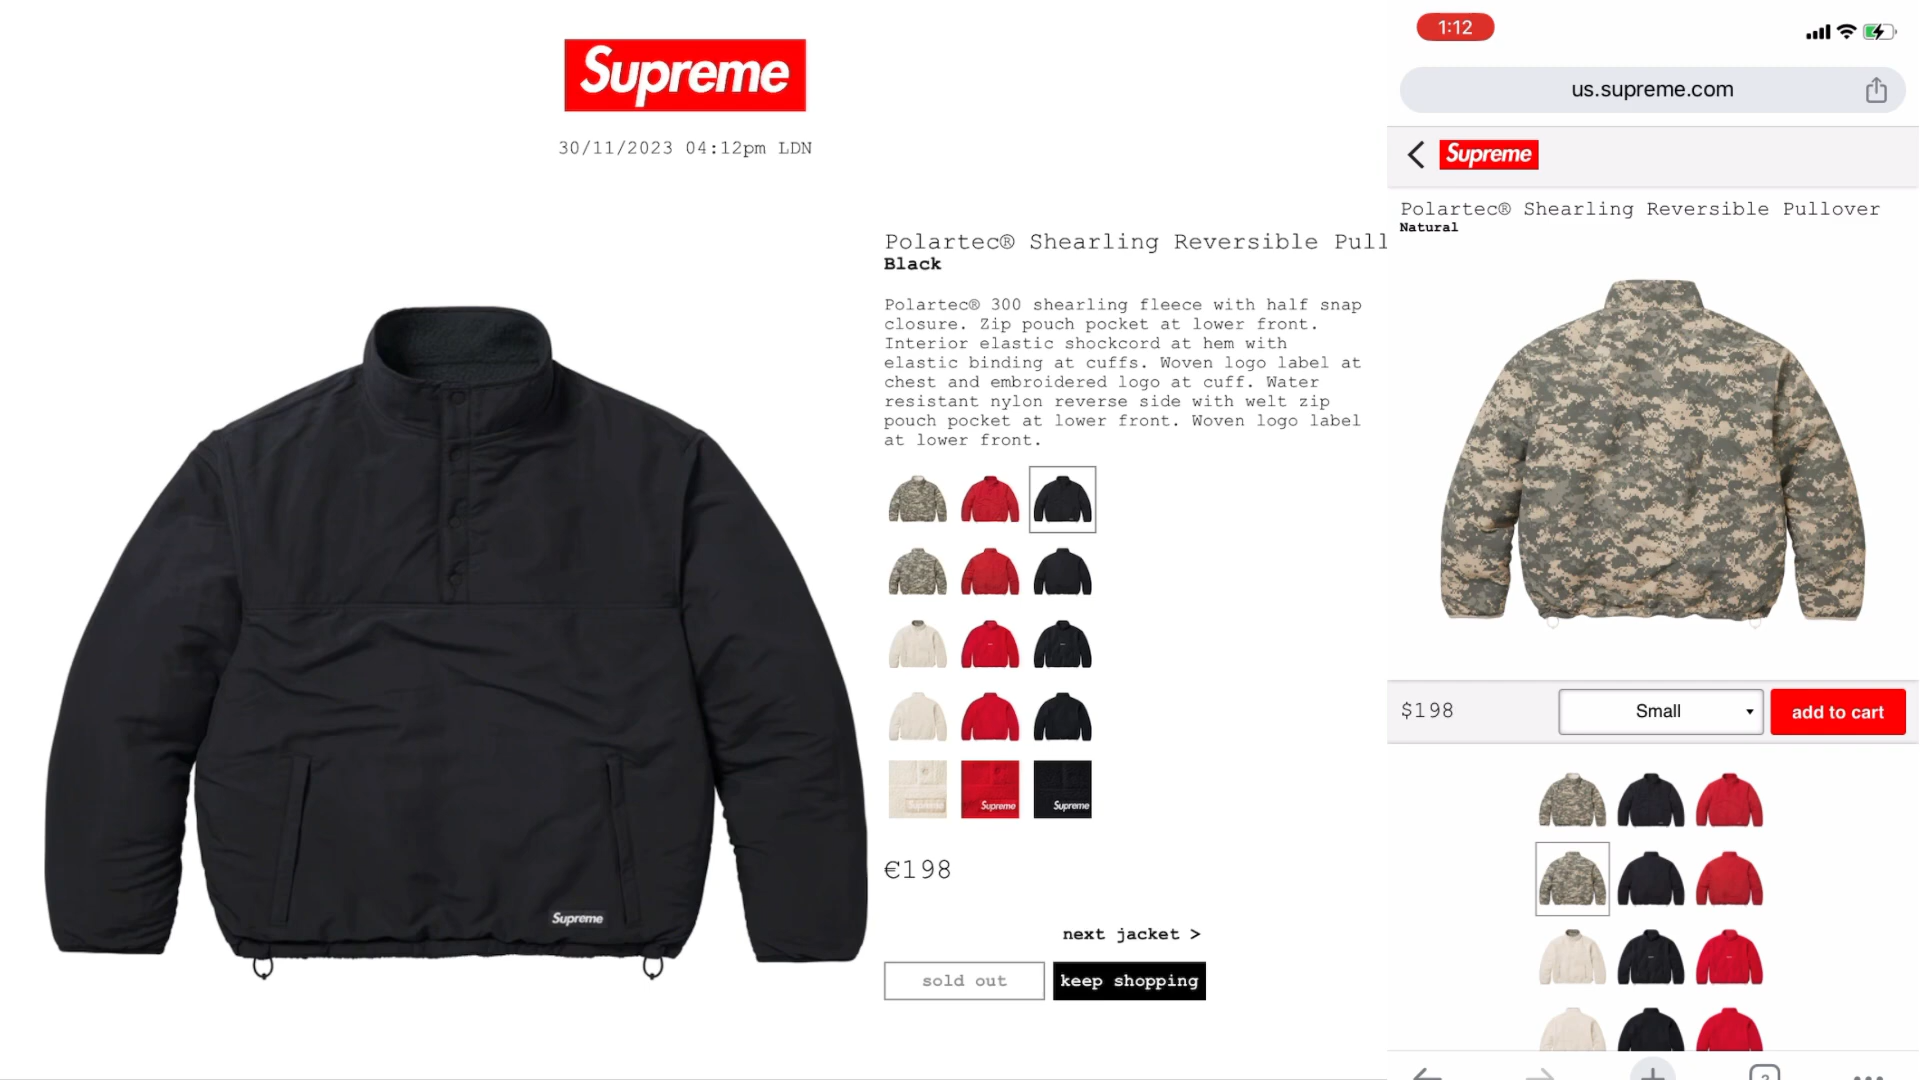 Supreme
30/11/2023 04:12pm LDN
Polartec® Shearling Reversible Pull
Black
Polartec® 300 shearling fleece with half snap
closure. Zip pouch pocket at lower front.
Interior elastic shockcord at hem with
elastic binding at cuffs. Woven logo label at
chest and embroidered logo at cuff. Water
resistant nylon reverse side with welt zip
pouch pocket at lower front. Woven logo label
at lower front.
Supreme
Supreme Supreme Supreme
€198
next jacket >
sold out
keep shopping
1:12
us.supreme.com
Supreme
Polartec® Shearling Reversible Pullover
Natural
$198
Small
add to cart